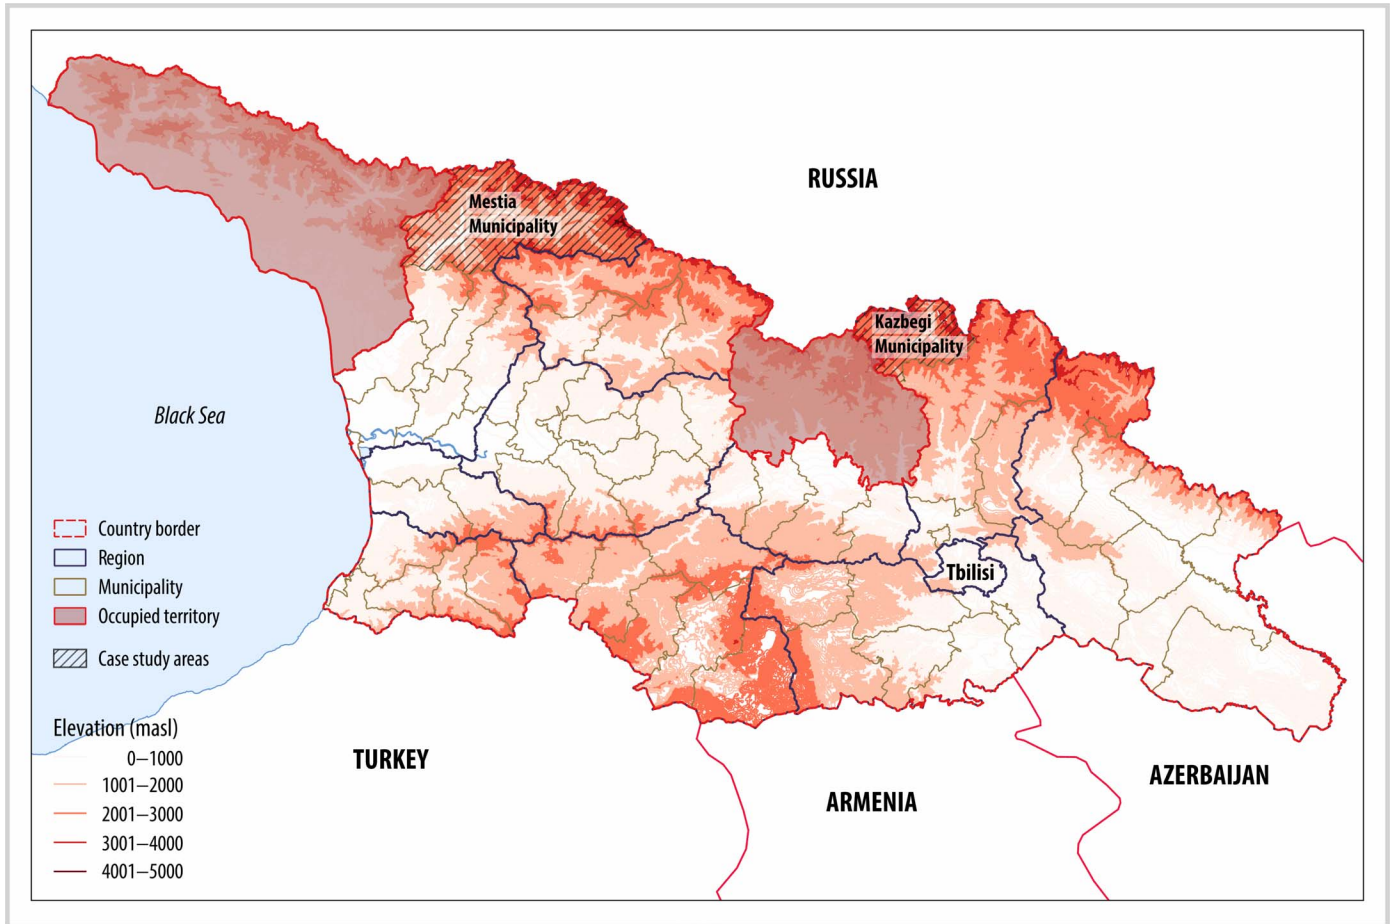 RUSSIA
Mestia
Municipality
Kazbegi
Municipality
Black Sea
Tbilisi
Country border
Region
Municipality
Occupied territory
Case study areas
Elevation (masl)
0–1000
1001–2000
2001–3000
3001–4000
4001–5000
TURKEY
ARMENIA
AZERBAIJAN